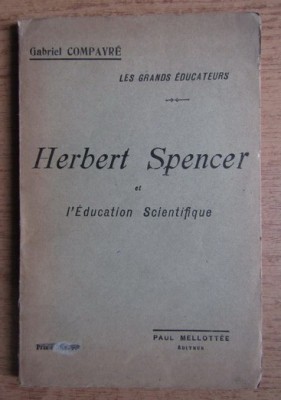 Gabriel COMPAYRÉ
LES GRANDS ÉDUCATEURS
Herbert Spencer
et
l'Éducation Scientifique
PAUL MELLOTTÉE
ÉDITEUR